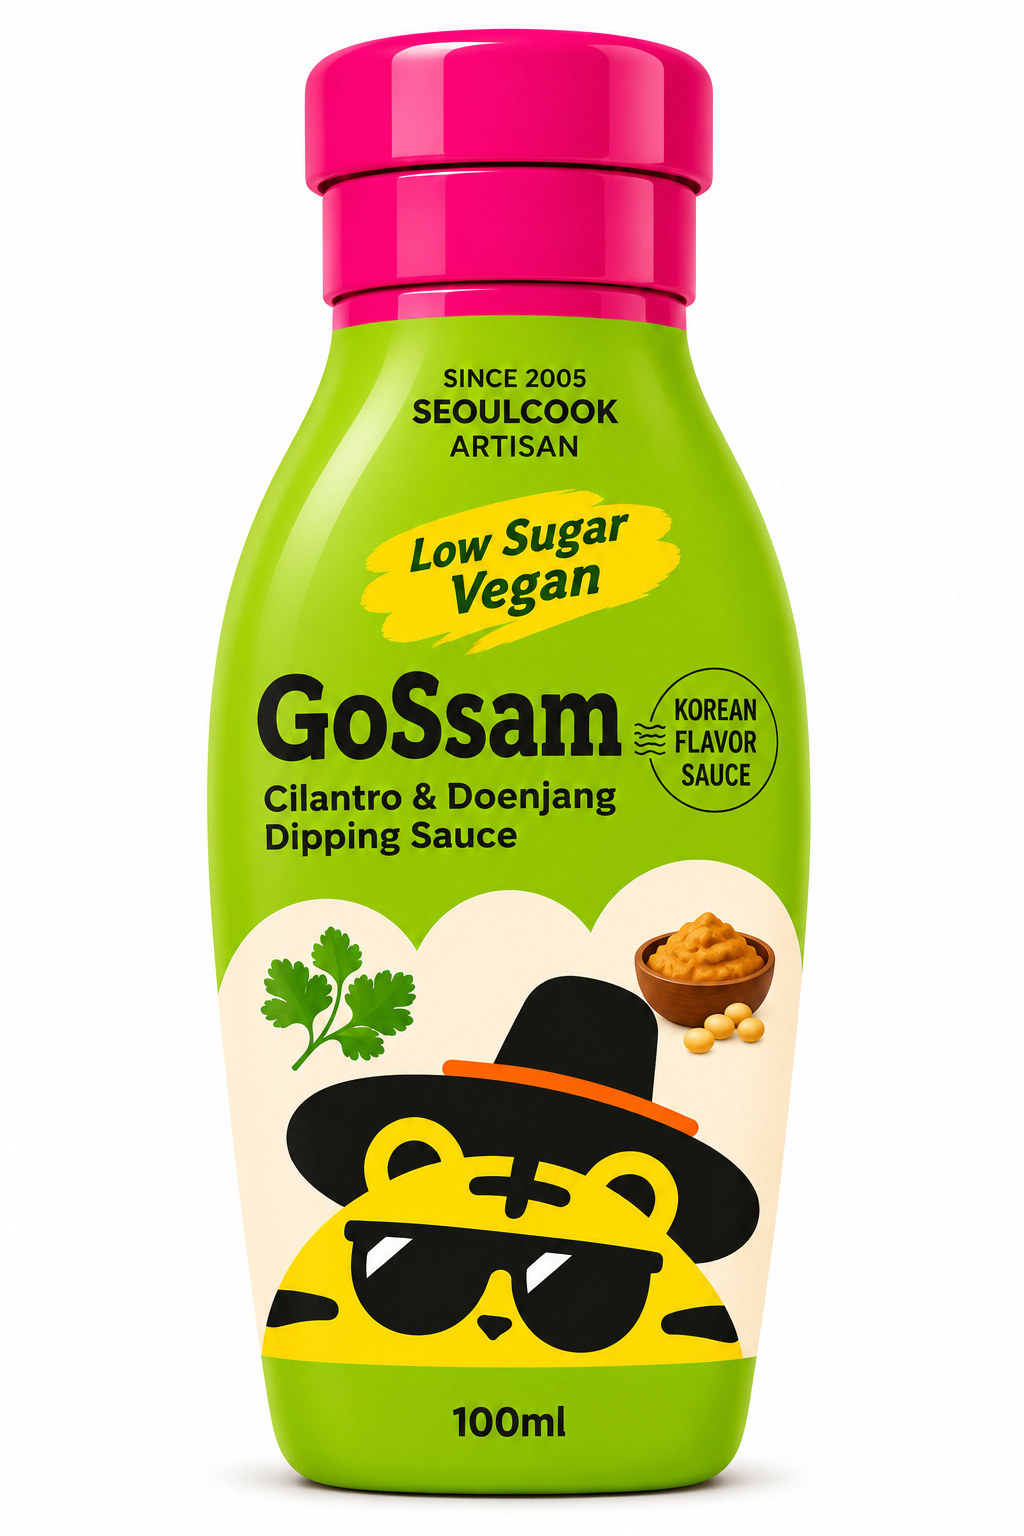 SINCE 2005
SEOULCOOK
ARTISAN
Low Sugar
Vegan
GoSsam
KOREAN
FLAVOR
SAUCE
Cilantro & Doenjang
Dipping Sauce
100ml